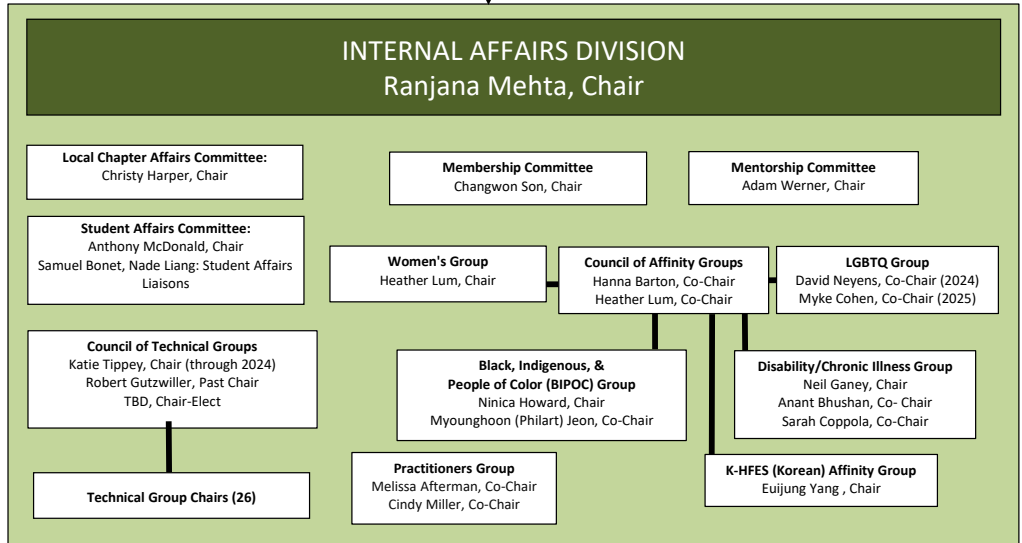 INTERNAL AFFAIRS DIVISION
Ranjana Mehta, Chair
Local Chapter Affairs Committee:
Christy Harper, Chair
Membership Committee
Changwon Son, Chair
Mentorship Committee
Adam Werner, Chair
Student Affairs Committee:
Anthony McDonald, Chair
Samuel Bonet, Nade Liang: Student Affairs
Liaisons
Women's Group
Heather Lum, Chair
Council of Affinity Groups
Hanna Barton, Co-Chair
Heather Lum, Co-Chair
LGBTQ Group
David Neyens, Co-Chair (2024)
Myke Cohen, Co-Chair (2025)
Council of Technical Groups
Katie Tippey, Chair (through 2024)
Robert Gutzwiller, Past Chair
TBD, Chair-Elect
Black, Indigenous, &
People of Color (BIPOC) Group
Ninica Howard, Chair
Myounghoon (Philart) Jeon, Co-Chair
Disability/Chronic Illness Group
Neil Ganey, Chair
Anant Bhushan, Co- Chair
Sarah Coppola, Co-Chair
Technical Group Chairs (26)
Practitioners Group
Melissa Afterman, Co-Chair
Cindy Miller, Co-Chair
K-HFES (Korean) Affinity Group
Euijung Yang , Chair